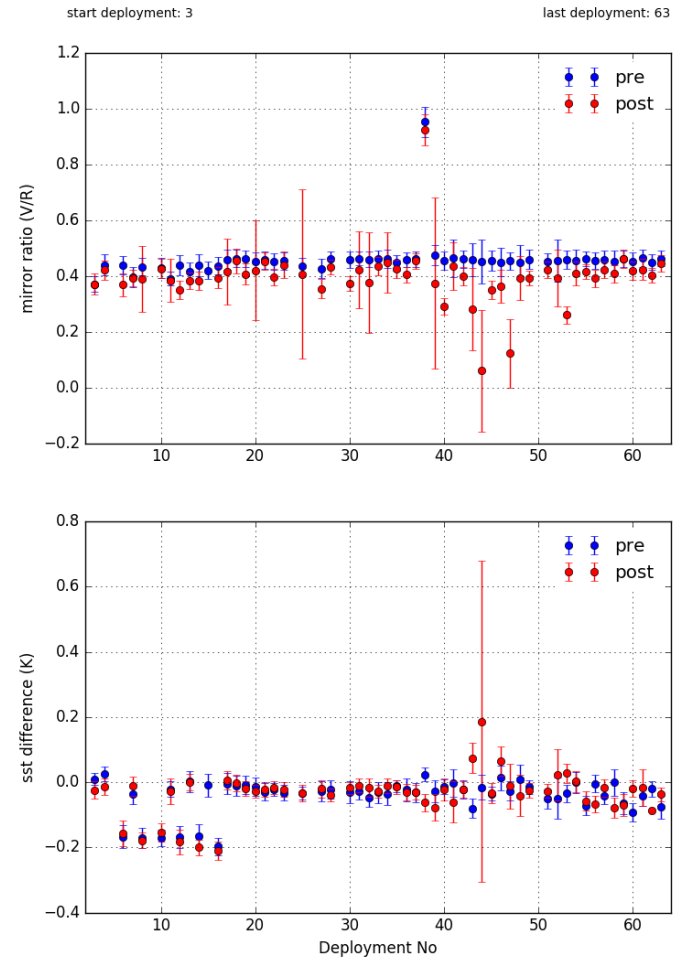 start deployment: 3 last deployment: 63
1.2
1.0
0.8
0.6
0.4
0.2
0.0
−0.2
mirror ratio (V/R)
pre
post
10 20 30 40 50 60
0.8
0.6
0.4
0.2
0.0
−0.2
−0.4
sst difference (K)
pre
post
10 20 30 40 50 60
Deployment No